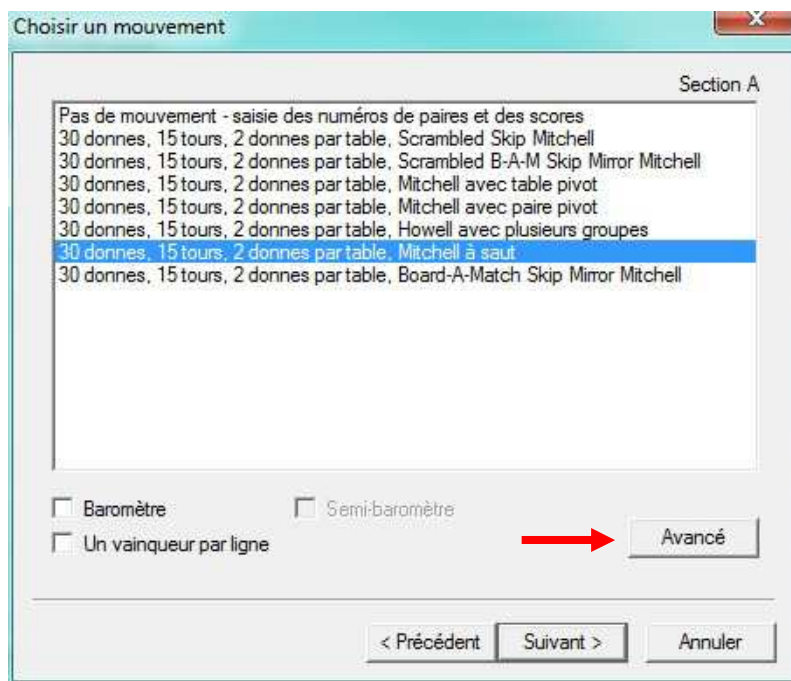 Choisir un mouvement
X
Section A
Pas de mouvement - saisie des numéros de paires et des scores
30 donnes, 15 tours, 2 donnes par table, Scrambled Skip Mitchell
30 donnes, 15 tours, 2 donnes par table, Scrambled B-A-M Skip Mirror Mitchell
30 donnes, 15 tours, 2 donnes par table, Mitchell avec table pivot
30 donnes, 15 tours, 2 donnes par table, Mitchell avec paire pivot
30 donnes, 15 tours, 2 donnes par table, Howell avec plusieurs groupes
30 donnes, 15 tours, 2 donnes par table, Mitchell à saut
30 donnes, 15 tours, 2 donnes par table, Board-A-Match Skip Mirror Mitchell
Baromètre Semi-baromètre
Un vainqueur par ligne
Avancé
< Précédent Suivant > Annuler